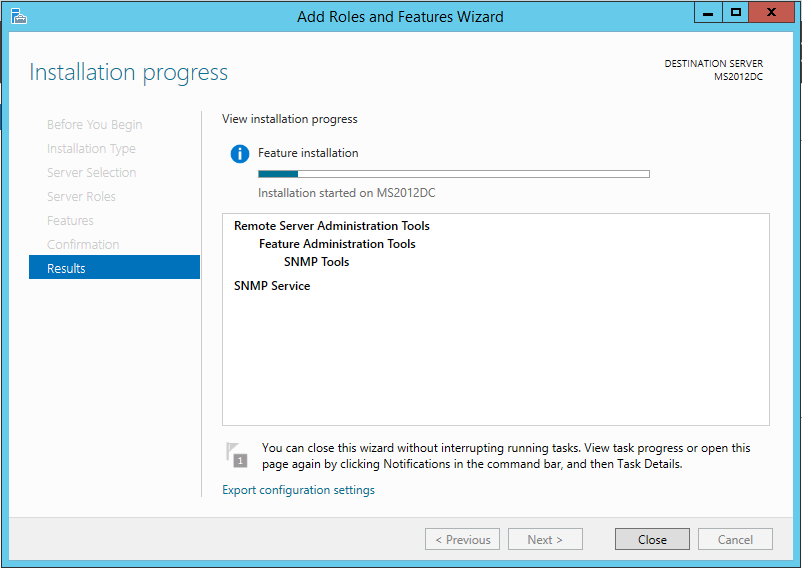 Add Roles and Features Wizard
Installation progress
DESTINATION SERVER
MS2012DC
Before You Begin
Installation Type
Server Selection
Server Roles
Features
Confirmation
Results
View installation progress
Feature installation
Installation started on MS2012DC
Remote Server Administration Tools
Feature Administration Tools
SNMP Tools
SNMP Service
1
You can close this wizard without interrupting running tasks. View task progress or open this
page again by clicking Notifications in the command bar, and then Task Details.
Export configuration settings
< Previous
Next >
Close
Cancel